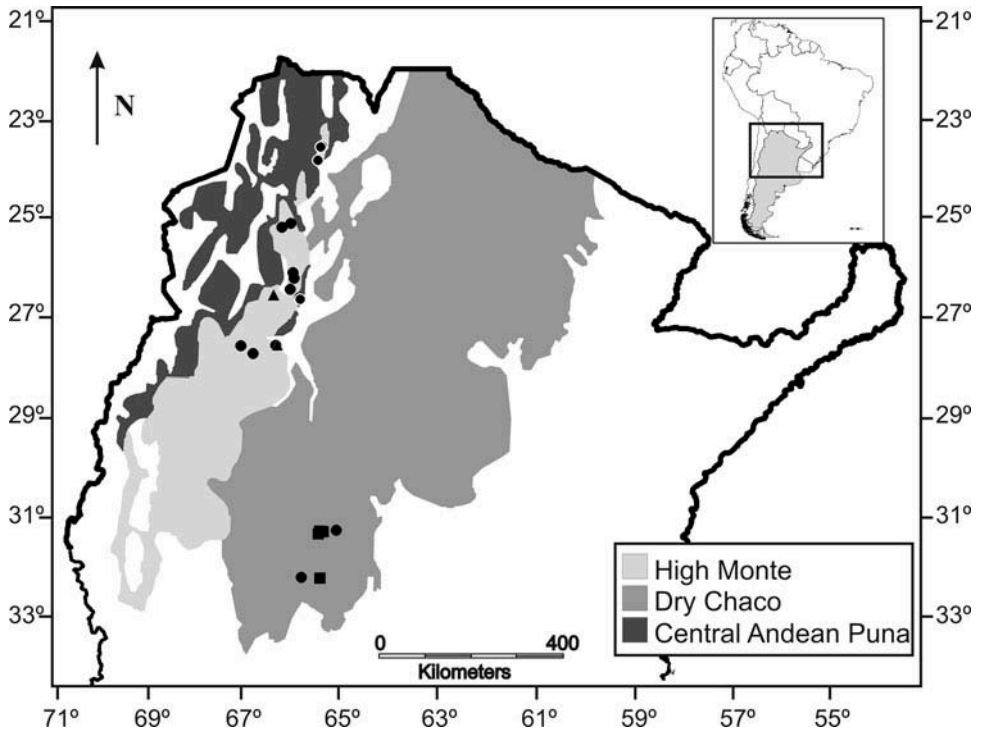 21º
23º
25º
27º
29º
31º
33º
N
21º
23º
25º
27º
29º
31º
33º
High Monte
Dry Chaco
Central Andean Puna
0 400
Kilometers
71º 69º 67º 65º 63º 61º 59º 57º 55º